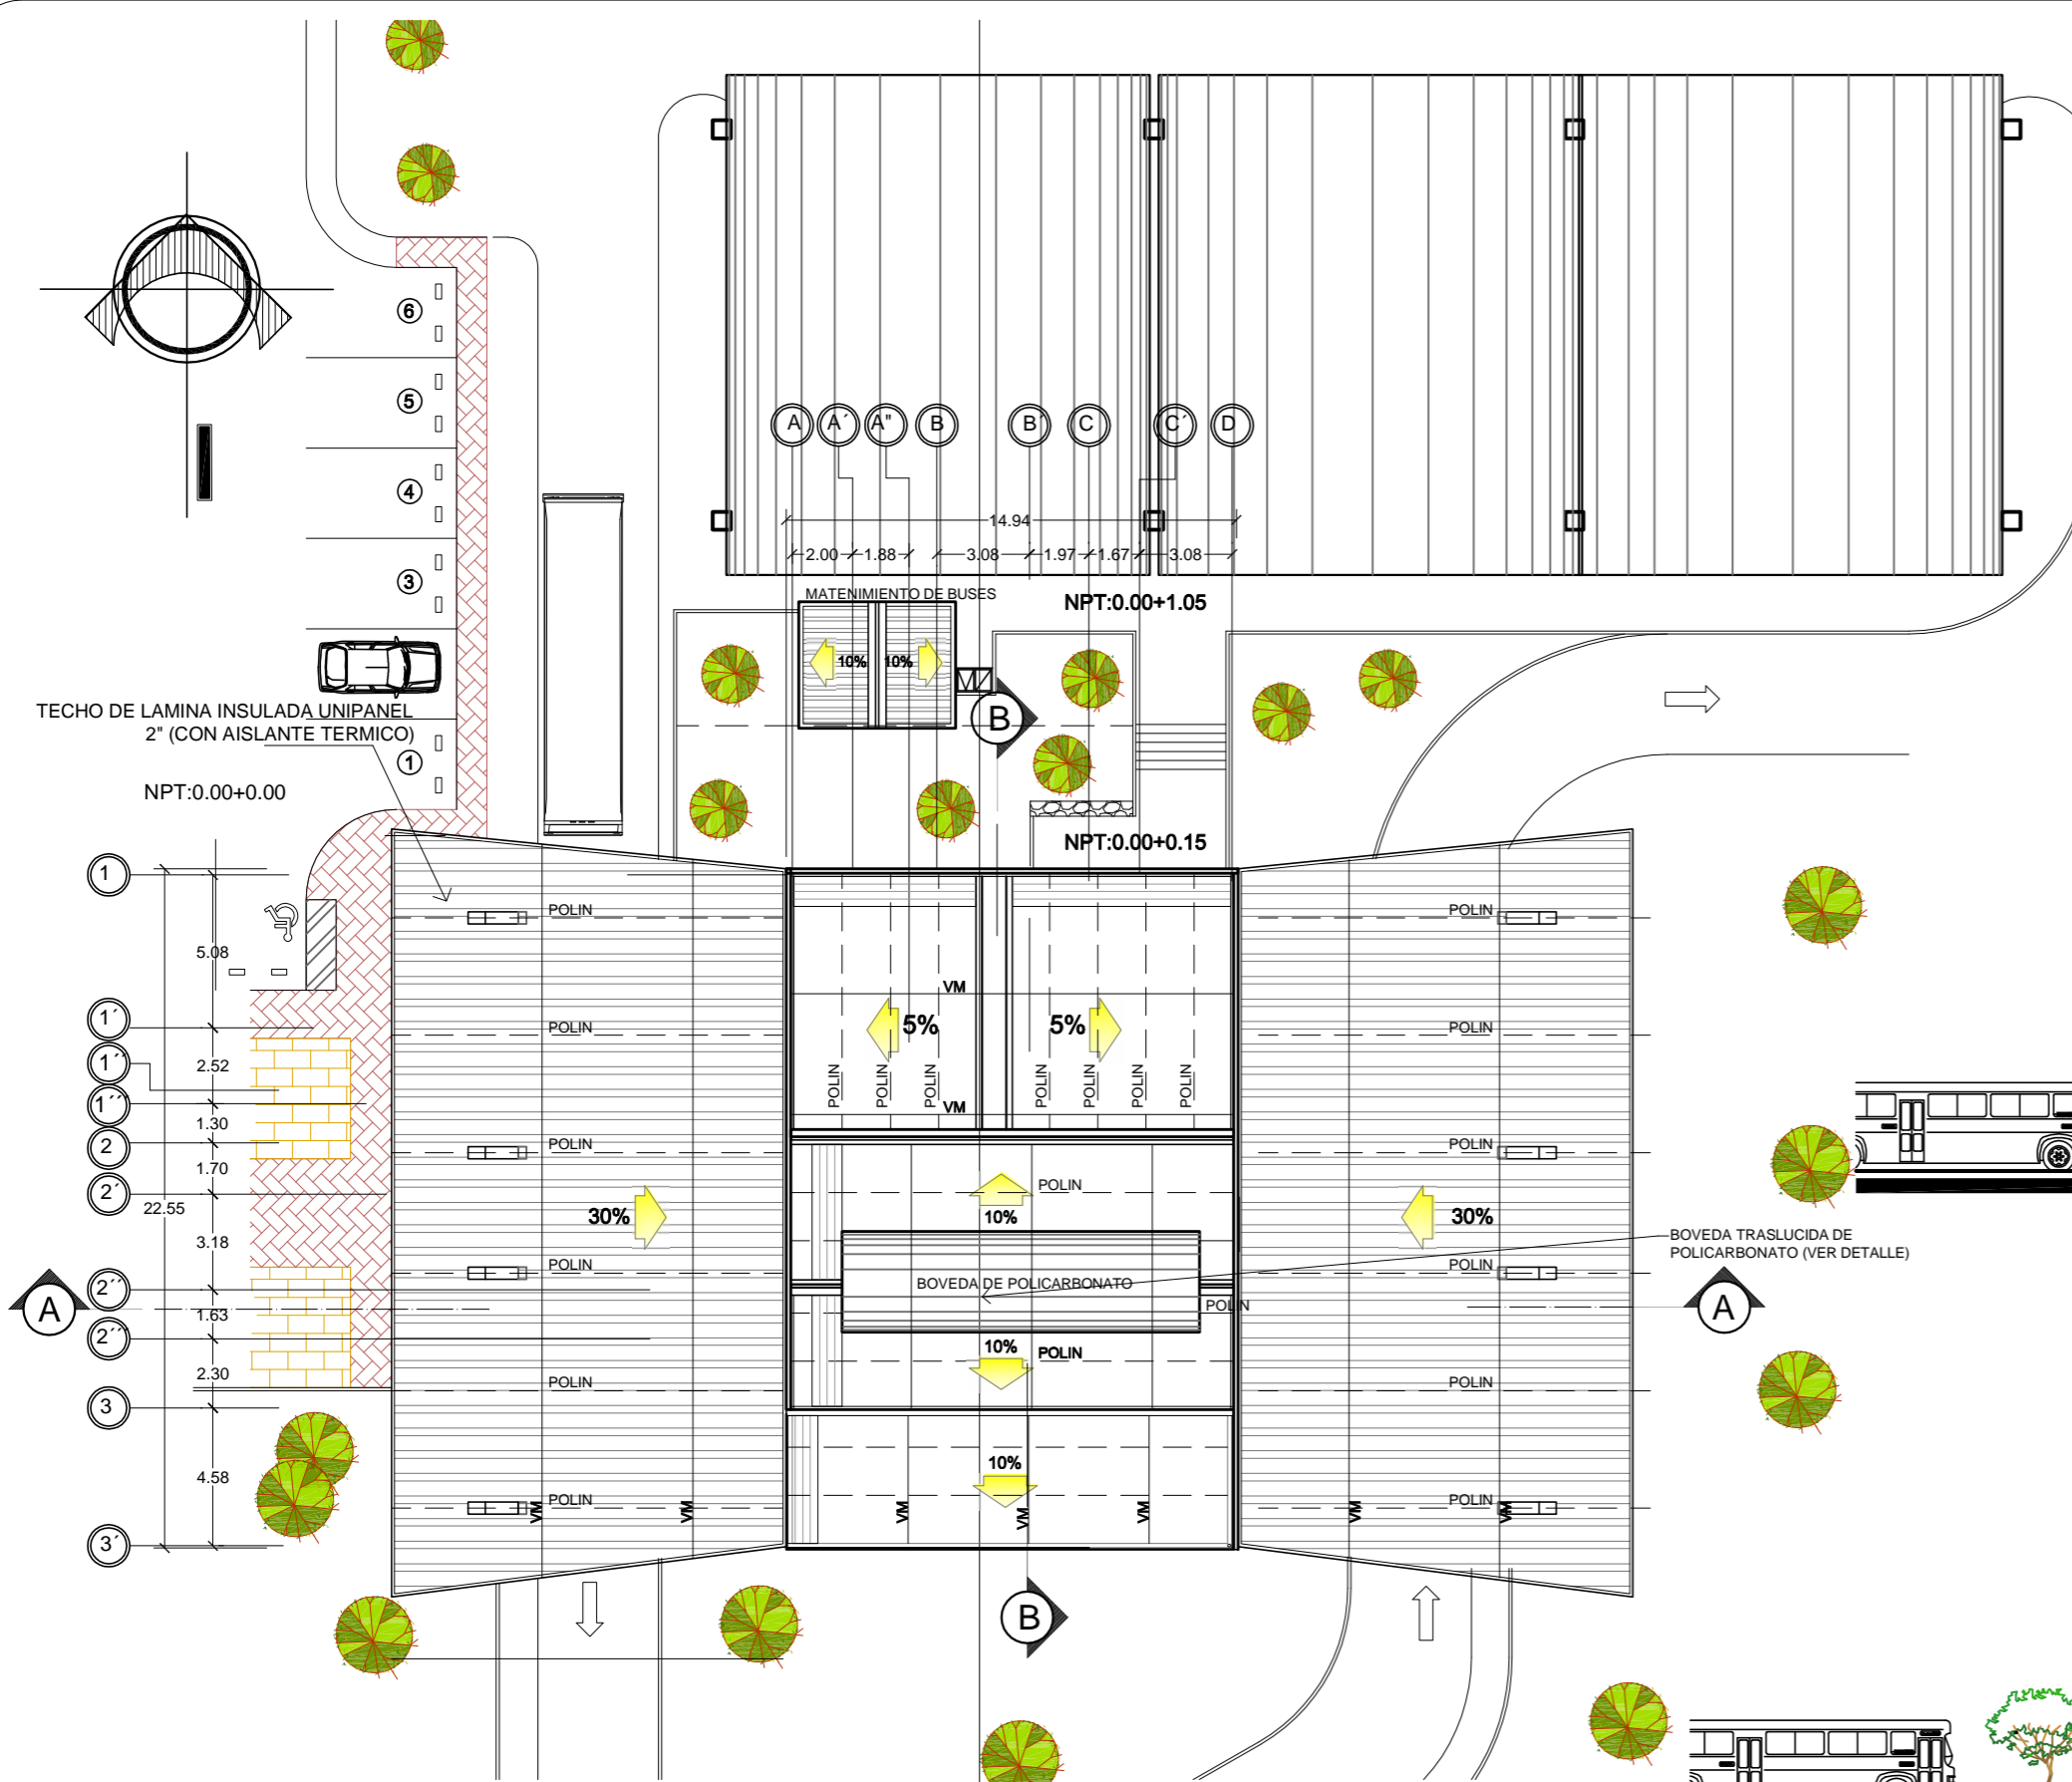 6
5
4
3
1
A
A´
A"
B
B´
C
C´
D
14.94
2.00
1.88
3.08
1.97
1.67
3.08
MATENIMIENTO DE BUSES
NPT:0.00+1.05
10%
10%
B
TECHO DE LAMINA INSULADA UNIPANEL
2" (CON AISLANTE TERMICO)
NPT:0.00+0.00
NPT:0.00+0.15
1
1´
1´´
1´´´
2
2´
2´´
2´´´
3
3´
5.08
2.52
1.30
1.70
22.55
3.18
1.63
2.30
4.58
A
POLIN
POLIN
POLIN
POLIN
POLIN
POLIN
30%
VM
VM
VM
5%
5%
POLIN
POLIN
POLIN
POLIN
POLIN
POLIN
POLIN
VM
POLIN
10%
BOVEDA DE POLICARBONATO
POLIN
10%
POLIN
10%
VM
VM
VM
POLIN
POLIN
POLIN
30%
POLIN
POLIN
POLIN
VM
VM
BOVEDA TRASLUCIDA DE
POLICARBONATO (VER DETALLE)
A
B